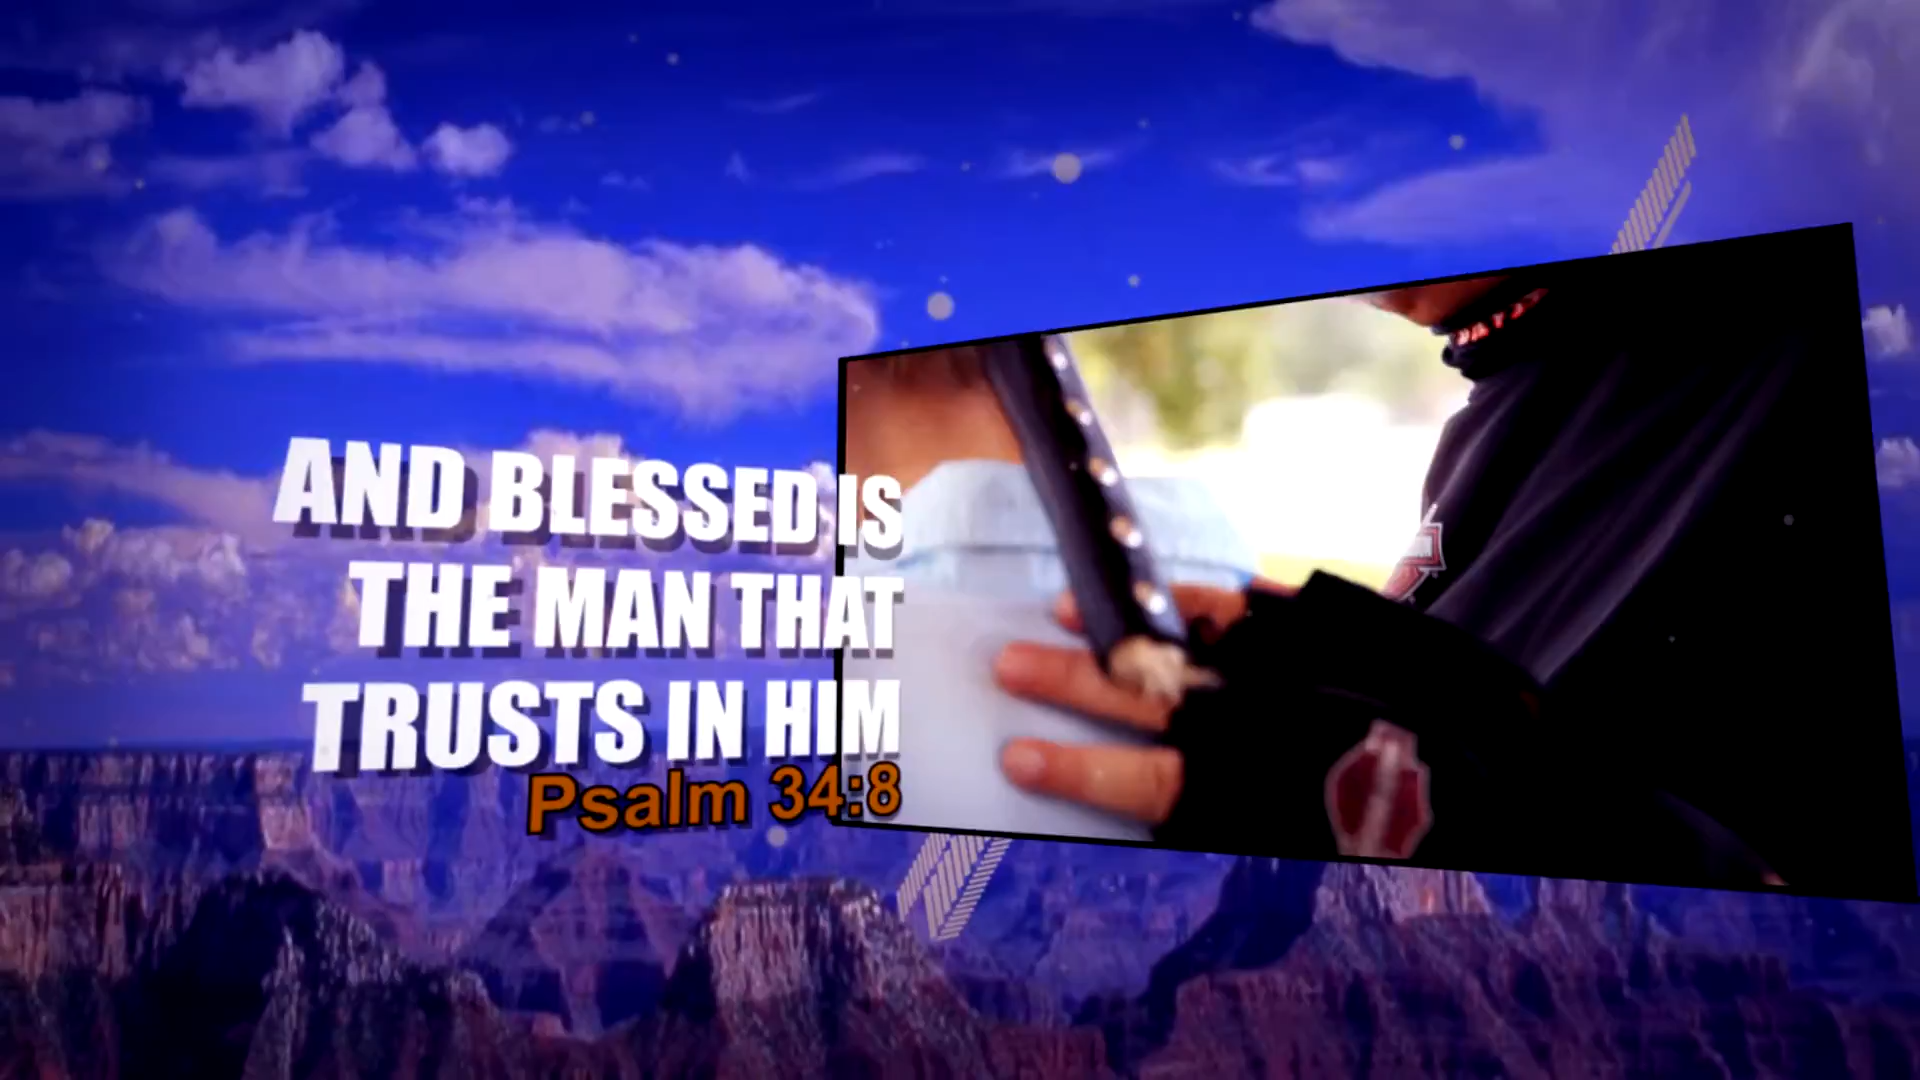 AND BLESSED IS
THE MAN THAT
TRUSTS IN HIM
Psalm 34:8